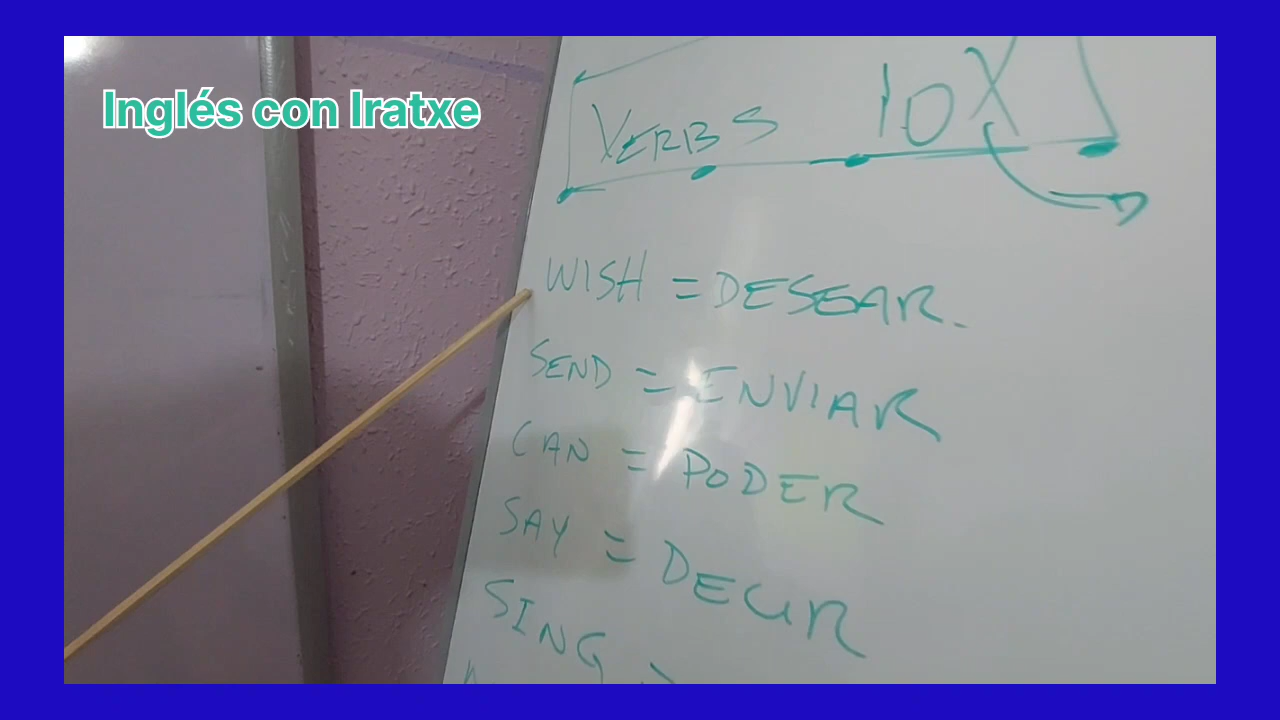 Inglés con Iratxe
VERBS 10X
WISH = DESEAR.
SEND = ENVIAR
CAN = PODER
SAY = DECIR
SING